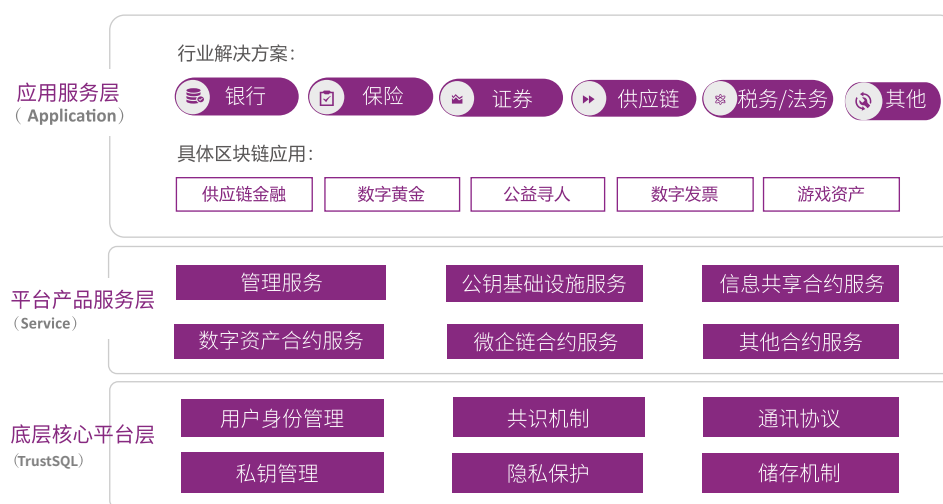 行业解决方案:
应用服务层
( Application)
银行
保险
证券
供应链
税务/法务
其他
具体区块链应用:
供应链金融
数字黄金
公益寻人
数字发票
游戏资产
平台产品服务层
(Service)
管理服务
公钥基础设施服务
信息共享合约服务
数字资产合约服务
微企链合约服务
其他合约服务
底层核心平台层
(TrustSQL)
用户身份管理
共识机制
通讯协议
私钥管理
隐私保护
储存机制